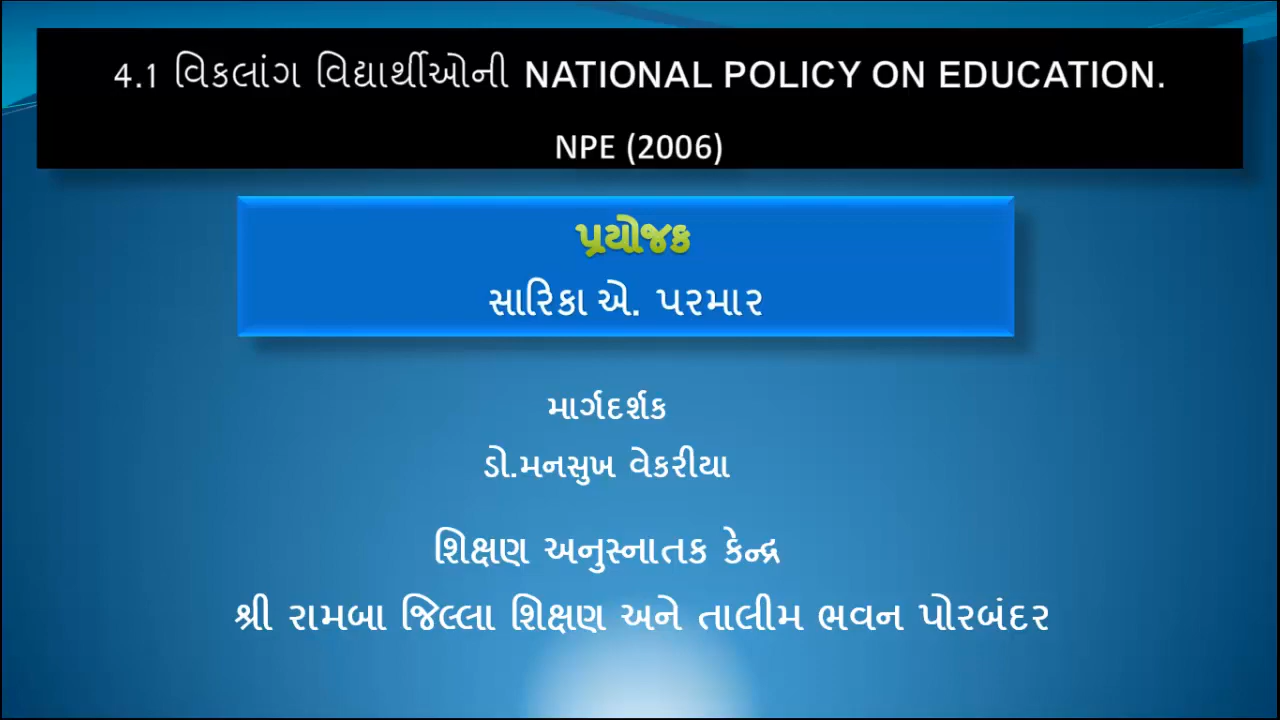 4.1 વિકલાંગ વિદ્યાર્થીઓની NATIONAL POLICY ON EDUCATION.
NPE (2006)
પ્રયોજક
સારિકા એ. પરમાર
માર્ગદર્શક
ડો.મનસુખ વેકરીયા
શિક્ષણ અનુસ્નાતક કેન્દ્ર
શ્રી રામબા જિલ્લા શિક્ષણ અને તાલીમ ભવન પોરબંદર